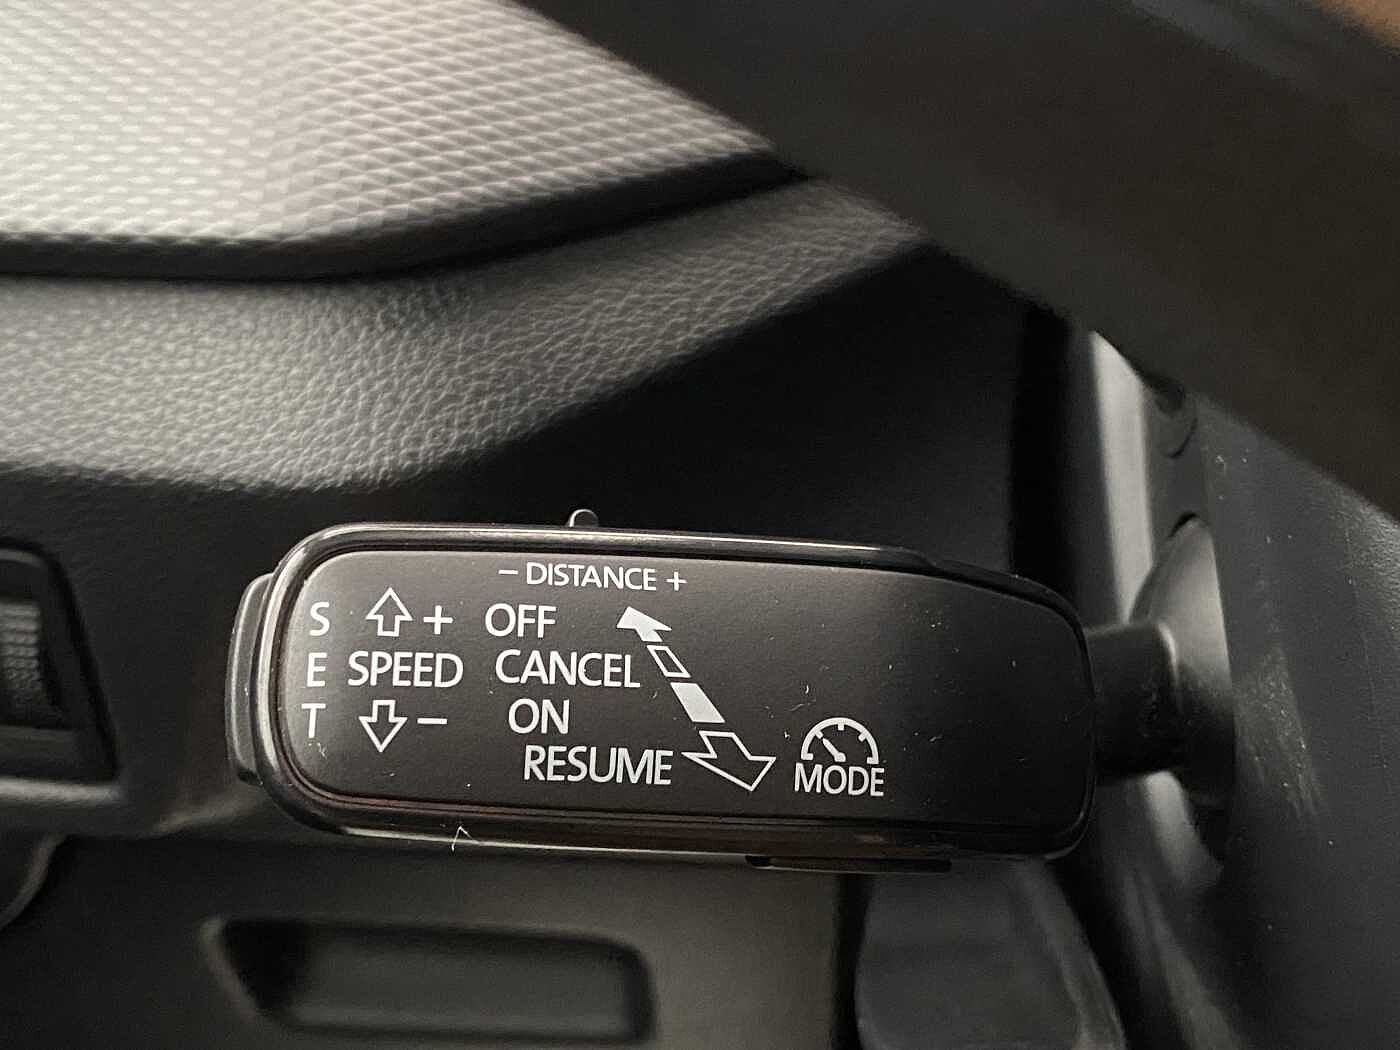 – DISTANCE +
S + OFF
E SPEED CANCEL
T – ON
RESUME
MODE